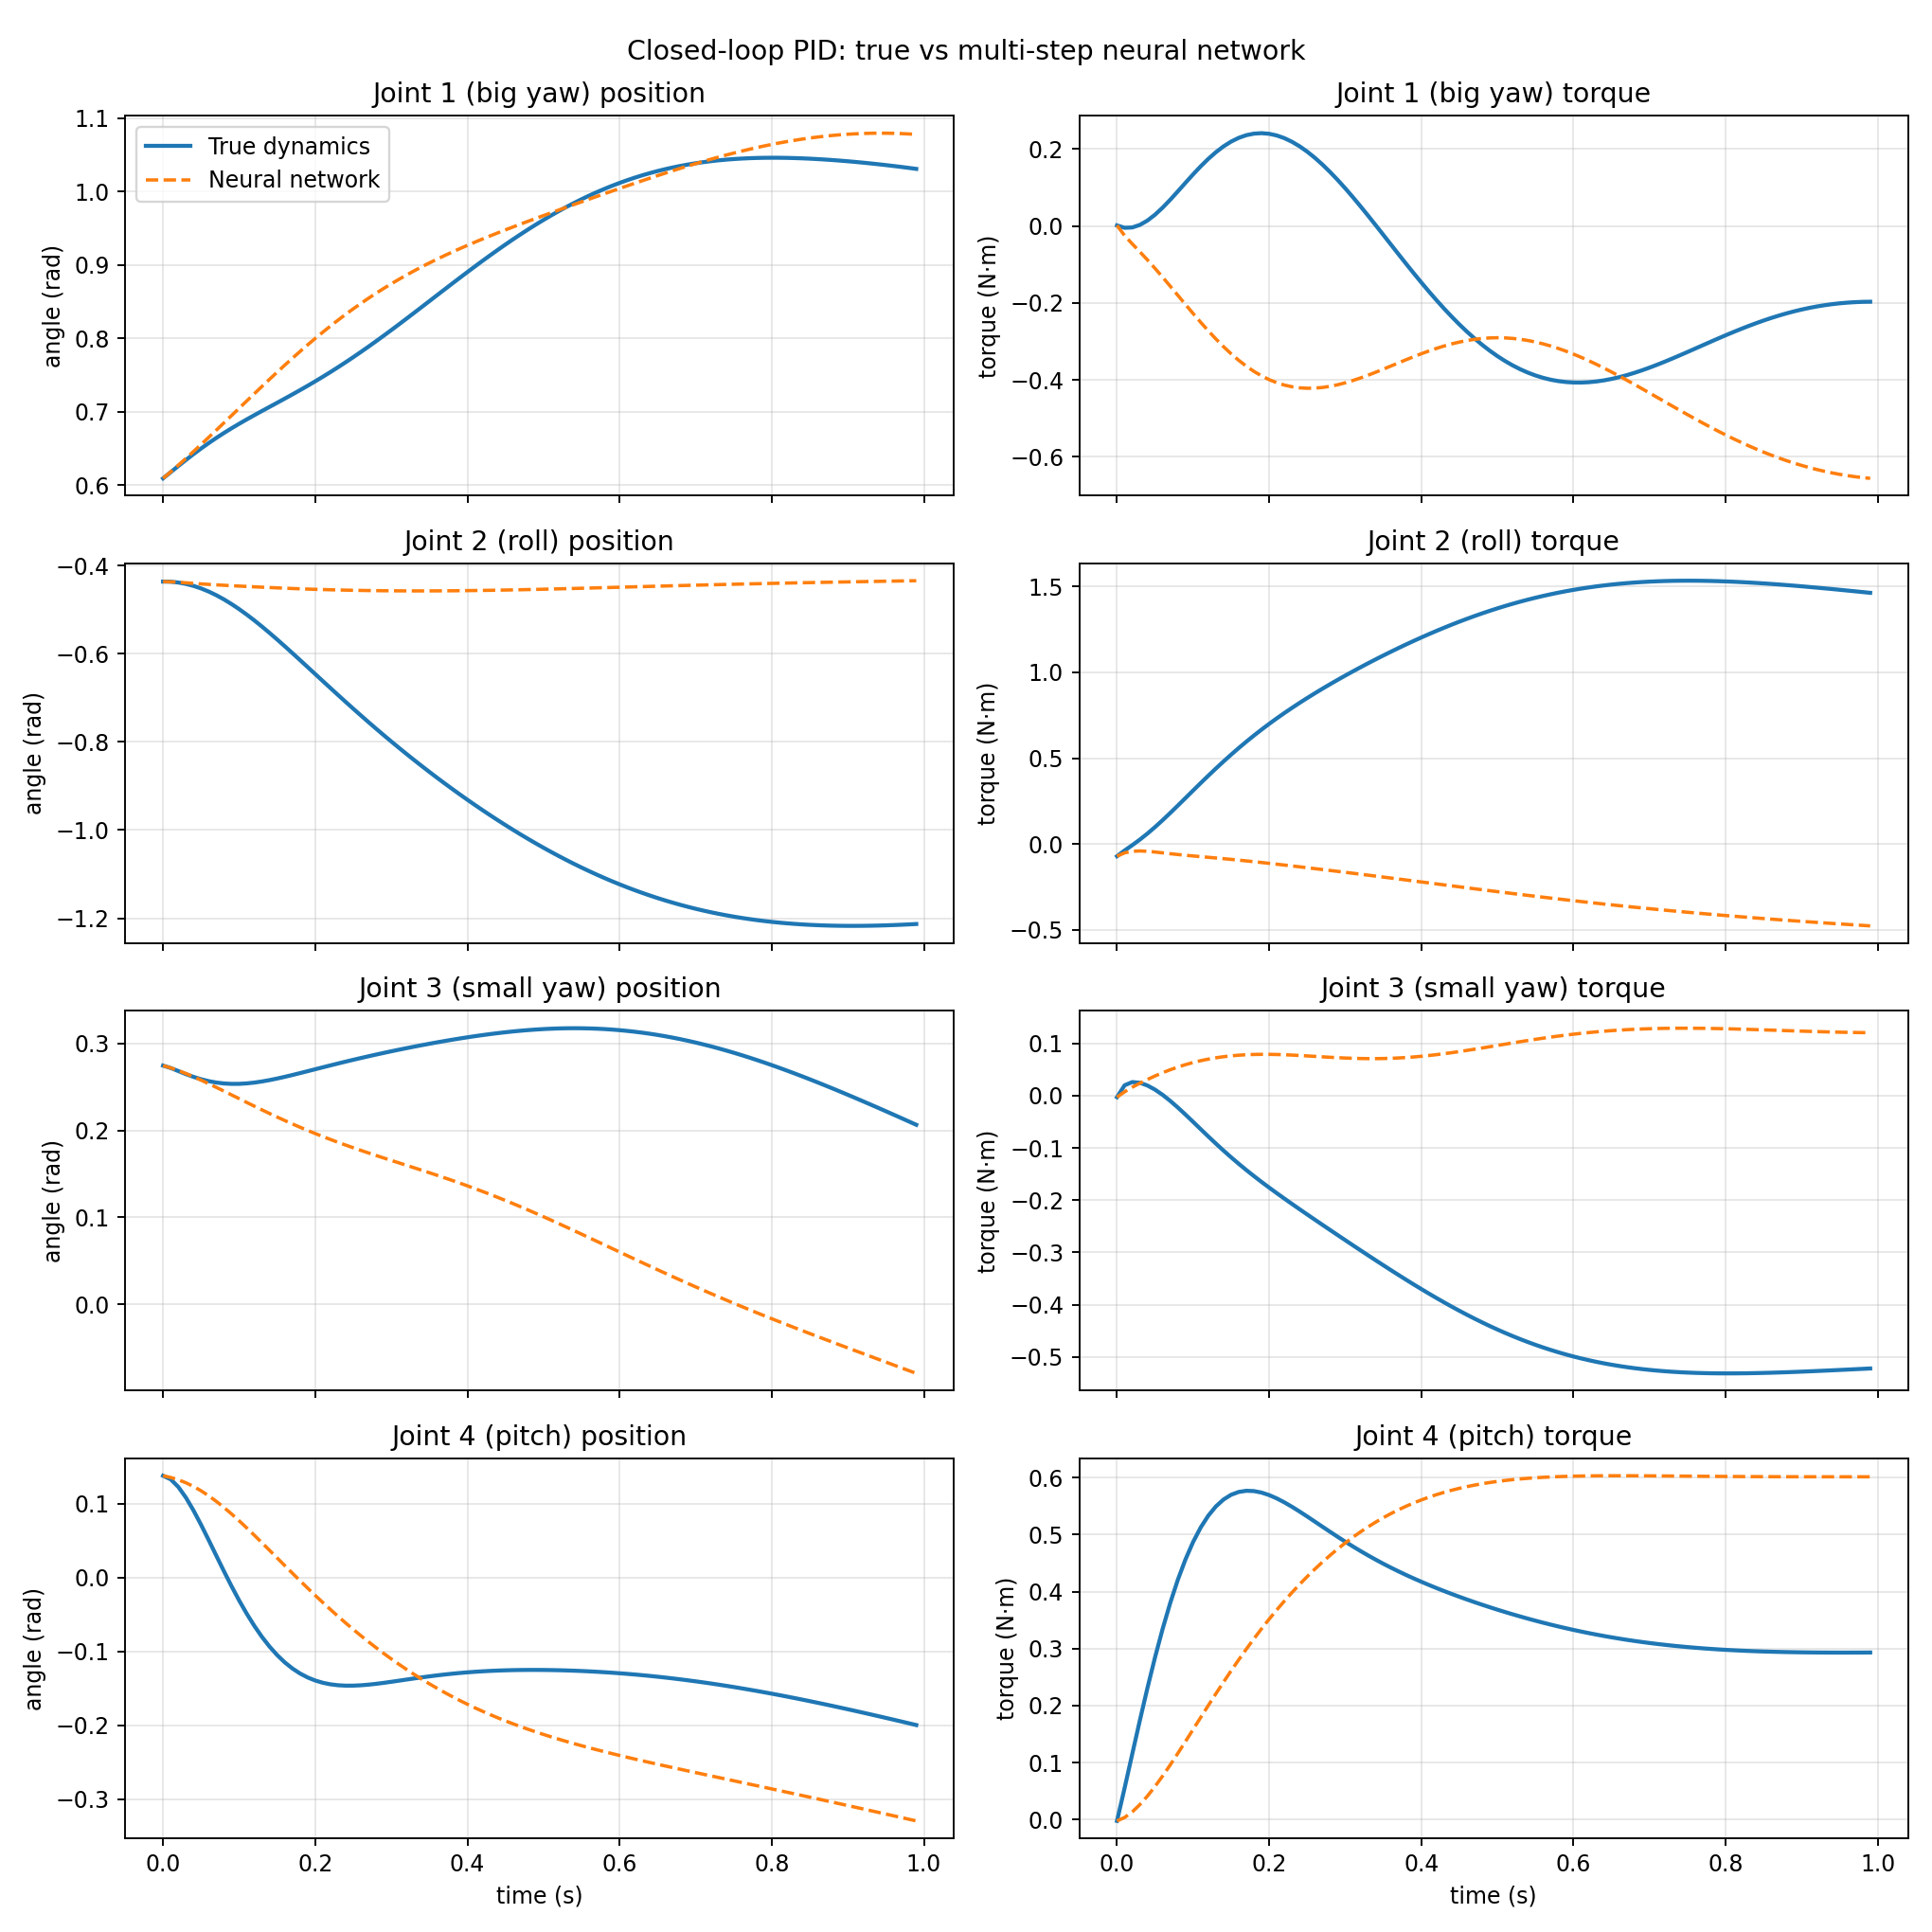 Closed-loop PID: true vs multi-step neural network
Joint 1 (big yaw) position
1.1
1.0
0.9
0.8
0.7
0.6
angle (rad)
True dynamics
Neural network
Joint 1 (big yaw) torque
0.2
0.0
−0.2
−0.4
−0.6
torque (N·m)
Joint 2 (roll) position
−0.4
−0.6
−0.8
−1.0
−1.2
angle (rad)
Joint 2 (roll) torque
1.5
1.0
0.5
0.0
−0.5
torque (N·m)
Joint 3 (small yaw) position
0.3
0.2
0.1
0.0
angle (rad)
Joint 3 (small yaw) torque
0.1
0.0
−0.1
−0.2
−0.3
−0.4
−0.5
torque (N·m)
Joint 4 (pitch) position
0.1
0.0
−0.1
−0.2
−0.3
angle (rad)
0.0 0.2 0.4 0.6 0.8 1.0
time (s)
Joint 4 (pitch) torque
0.6
0.5
0.4
0.3
0.2
0.1
0.0
torque (N·m)
0.0 0.2 0.4 0.6 0.8 1.0
time (s)